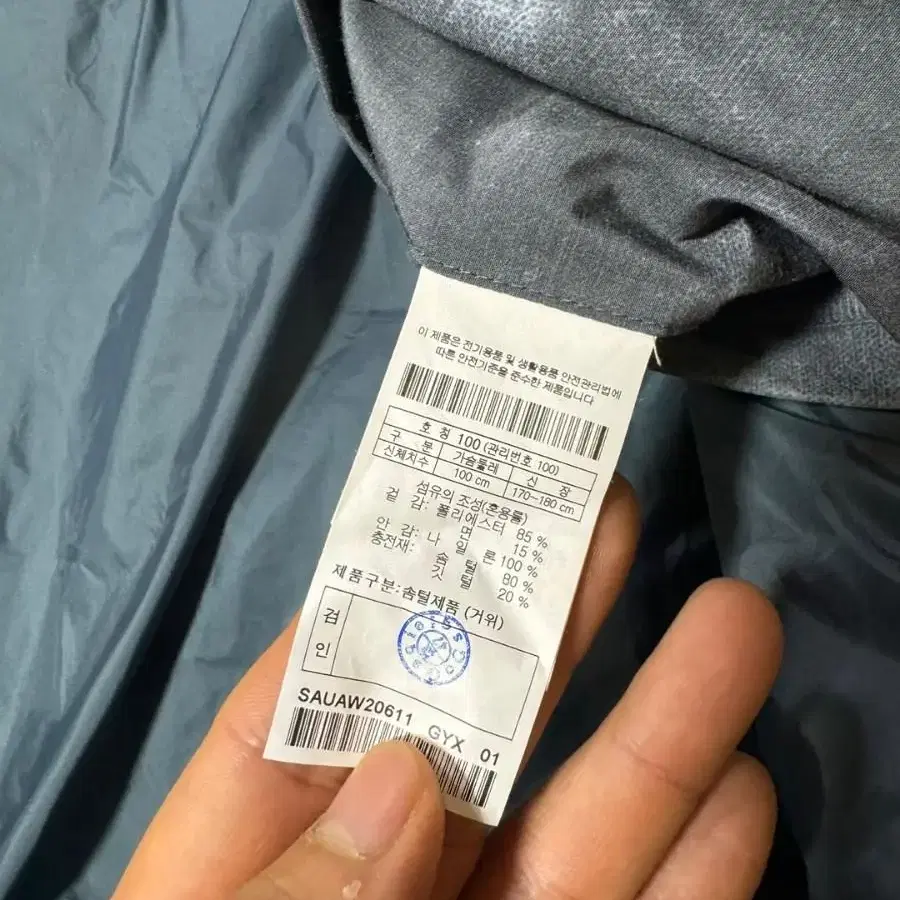 이 제품은 전기용품 및 생활용품 안전관리법에
따른 안전기준을 준수한 제품입니다
호 칭 100 (관리번호 100)
구 분 가슴둘레 신 장
신체치수 100 cm 170-180 cm
섬유의 조성(혼용률)
겉 감: 폴리에스터 85 %
면 15 %
안 감: 나 일 론 100 %
충전재: 솜 털 80 %
깃 털 20 %
제품구분: 솜털제품 (거위)
검
인
SAUAW20611 GYX 01